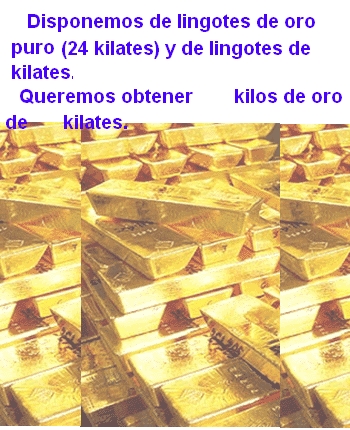 Disponemos de lingotes de oro
puro (24 kilates) y de lingotes de
kilates.
Queremos obtener kilos de oro
de kilates.